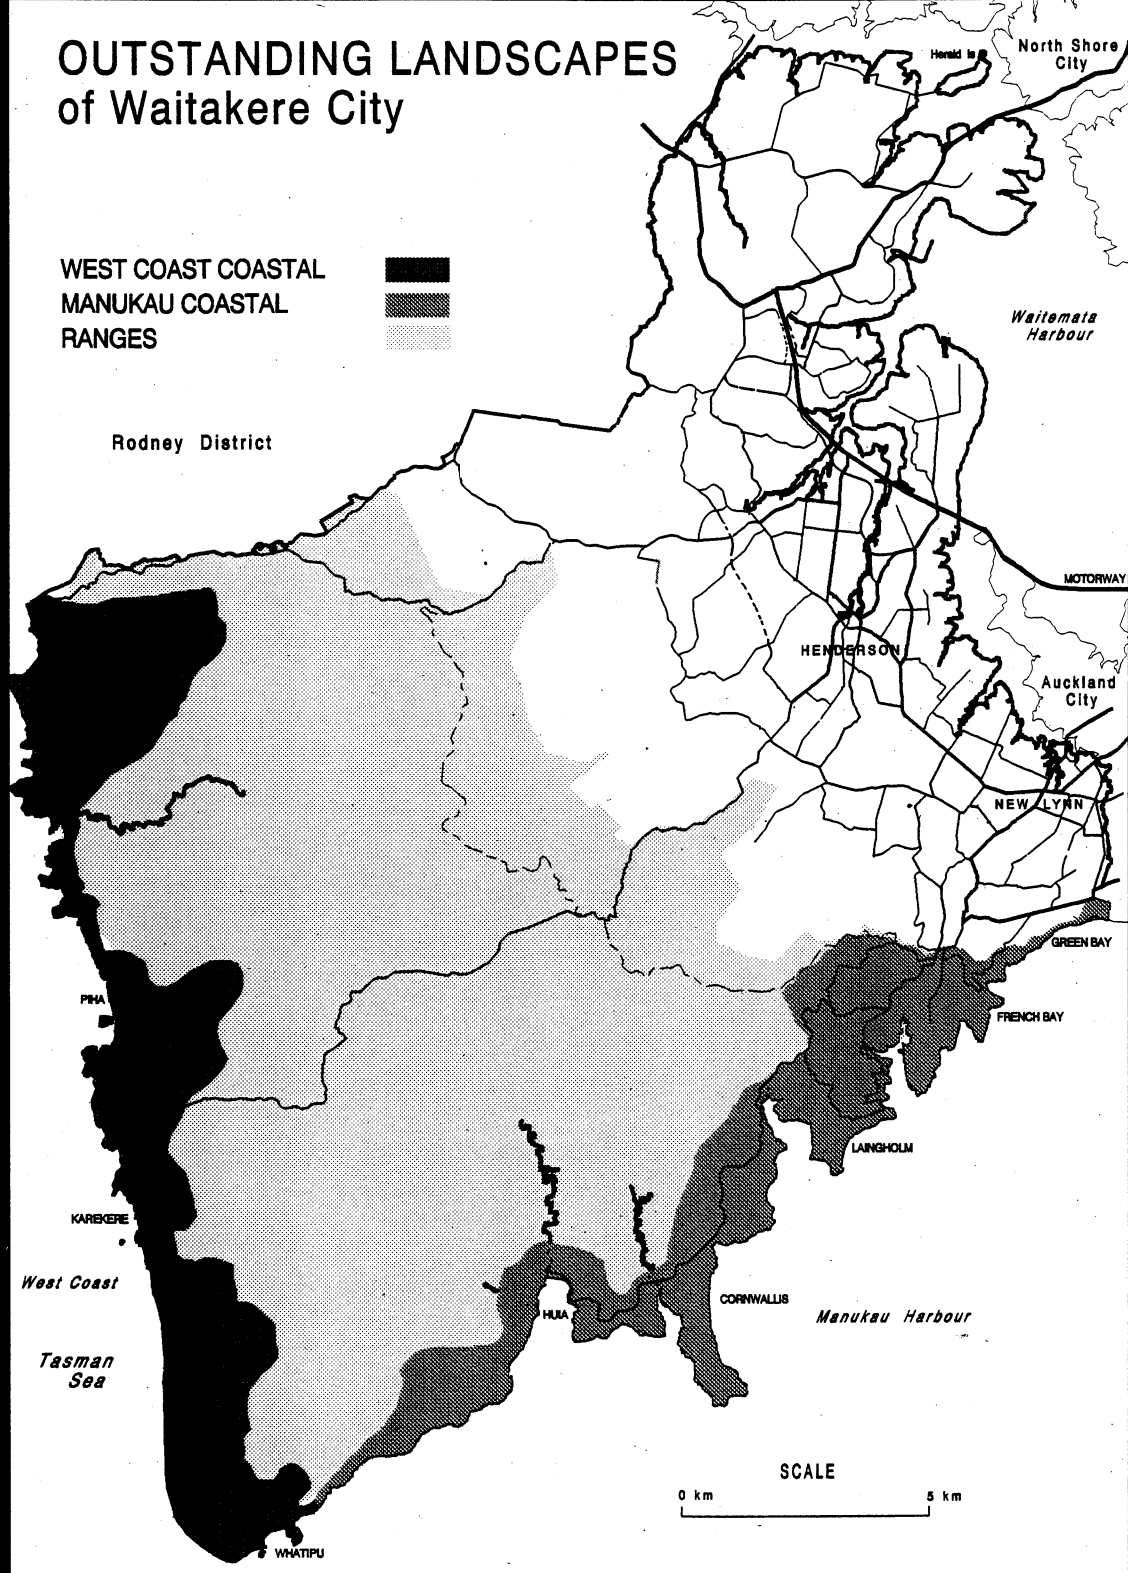 OUTSTANDING LANDSCAPES
of Waitakere City
Herald Is
North Shore
City
WEST COAST COASTAL
MANUKAU COASTAL
RANGES
Waitemata
Harbour
Rodney District
MOTORWAY
HENDERSON
Auckland
City
NEW LYNN
GREEN BAY
PIHA
FRENCH BAY
LAINGHOLM
KAREKERE
West Coast
CORNWALLIS
HUIA
Manukau Harbour
Tasman
Sea
SCALE
0 km
5 km
WHATIPU